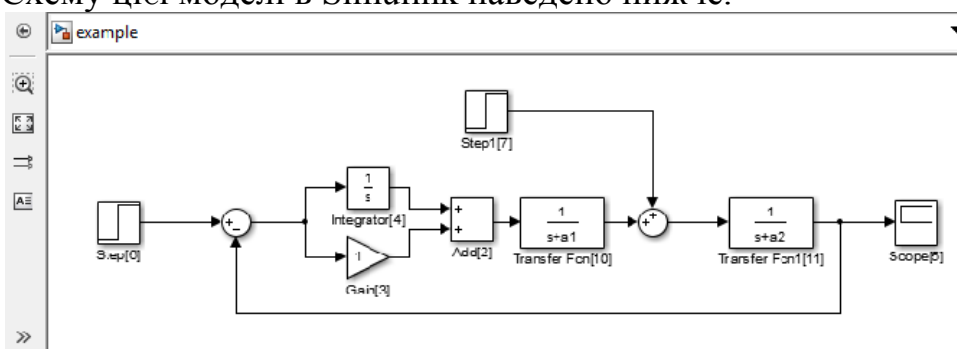 Схему цієї моделі в Simulink наведено нижче.
example
Step1[7]
1
s
Integrator[4]
Step[0]
1
Gain[3]
Add[2]
1
s+a1
Transfer Fcn[10]
1
s+a2
Transfer Fcn1[11]
Scope[5]